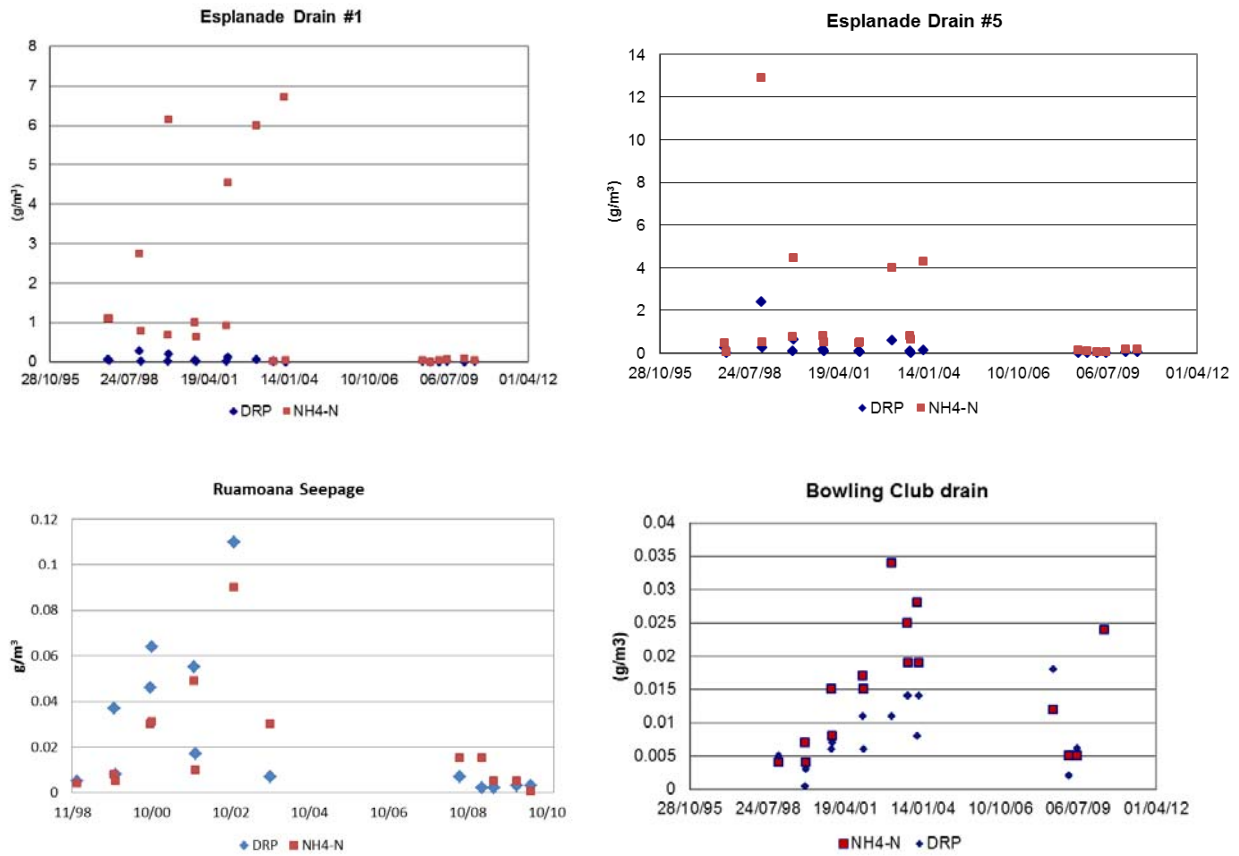 Esplanade Drain #1
8
7
6
5
4
3
2
1
0
(g/m³)
28/10/95 24/07/98 19/04/01 14/01/04 10/10/06 06/07/09 01/04/12
DRP NH4-N
Esplanade Drain #5
14
12
10
8
6
4
2
0
(g/m³)
28/10/95 24/07/98 19/04/01 14/01/04 10/10/06 06/07/09 01/04/12
DRP NH4-N
Ruamoana Seepage
0.12
0.1
0.08
0.06
0.04
0.02
0
g/m³
11/98 10/00 10/02 10/04 10/06 10/08 10/10
DRP NH4-N
Bowling Club drain
0.04
0.035
0.03
0.025
0.02
0.015
0.01
0.005
0
(g/m3)
28/10/95 24/07/98 19/04/01 14/01/04 10/10/06 06/07/09 01/04/12
NH4-N DRP